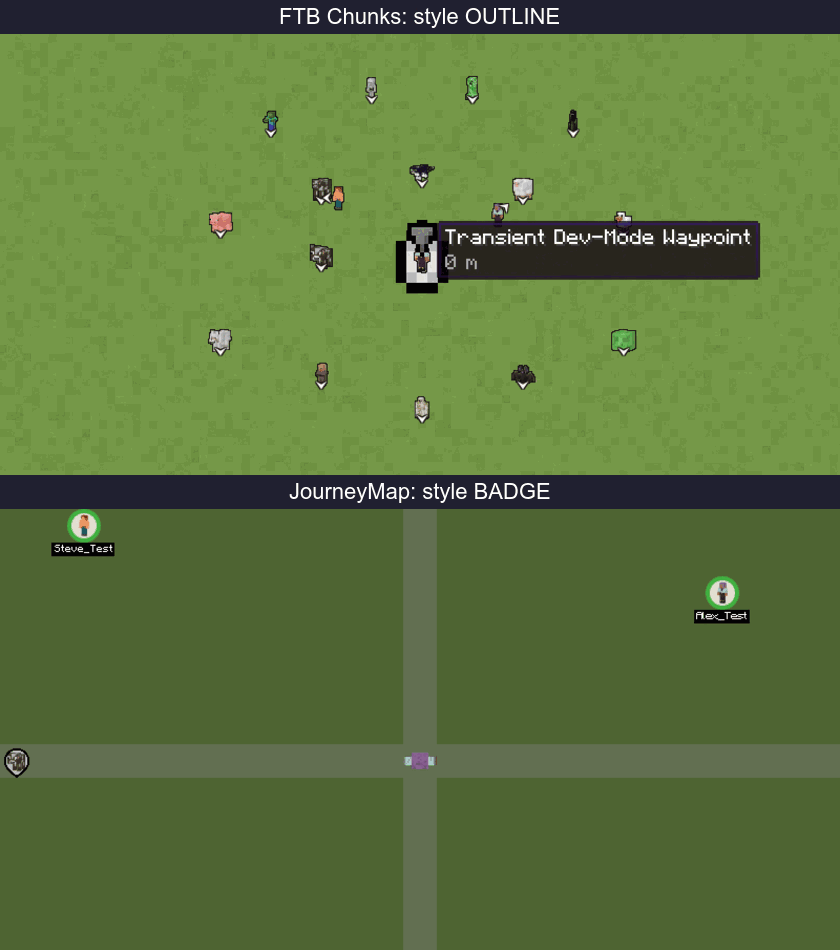 FTB Chunks: style OUTLINE
Transient Dev-Mode Waypoint
0 m
JourneyMap: style BADGE
Steve_Test
Alex_Test